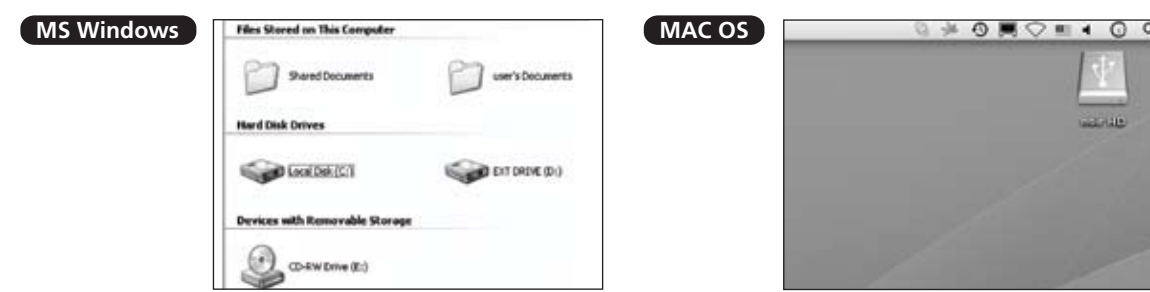 MS Windows
Files Stored on This Computer
Shared Documents
user's Documents
Hard Disk Drives
Local Disk (C:)
EXT DRIVE (D:)
Devices with Removable Storage
CD-RW Drive (E:)
MAC OS
HD